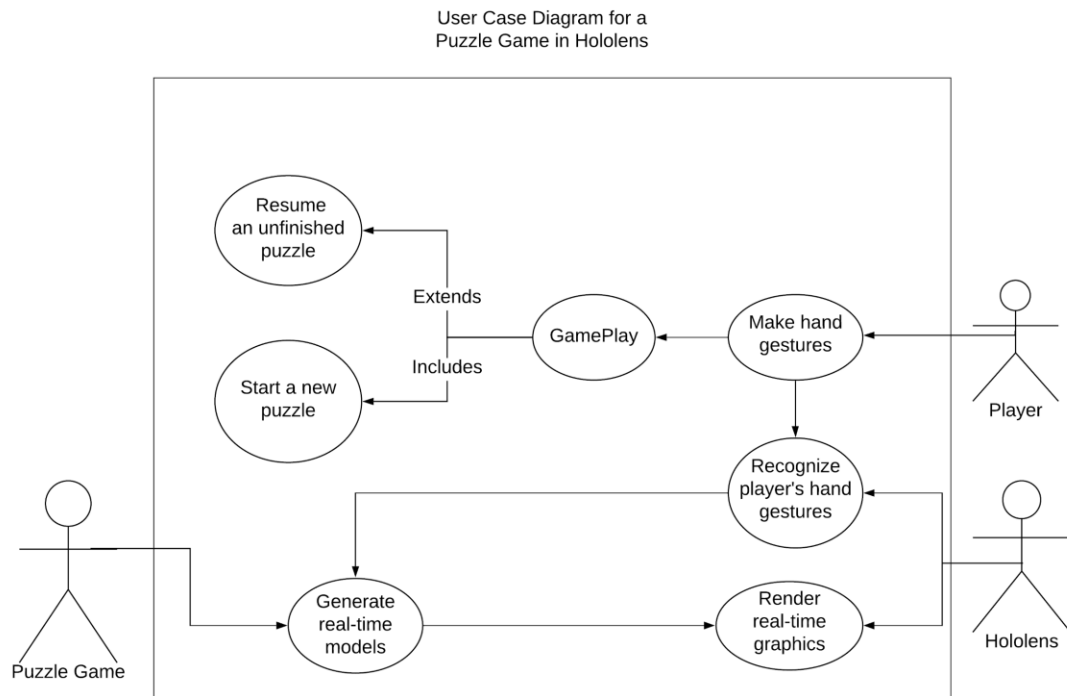 User Case Diagram for a
Puzzle Game in Hololens
Resume
an unfinished
puzzle
Extends
GamePlay
Make hand
gestures
Includes
Start a new
puzzle
Player
Recognize
player's hand
gestures
Generate
real-time
models
Render
real-time
graphics
Puzzle Game
Hololens